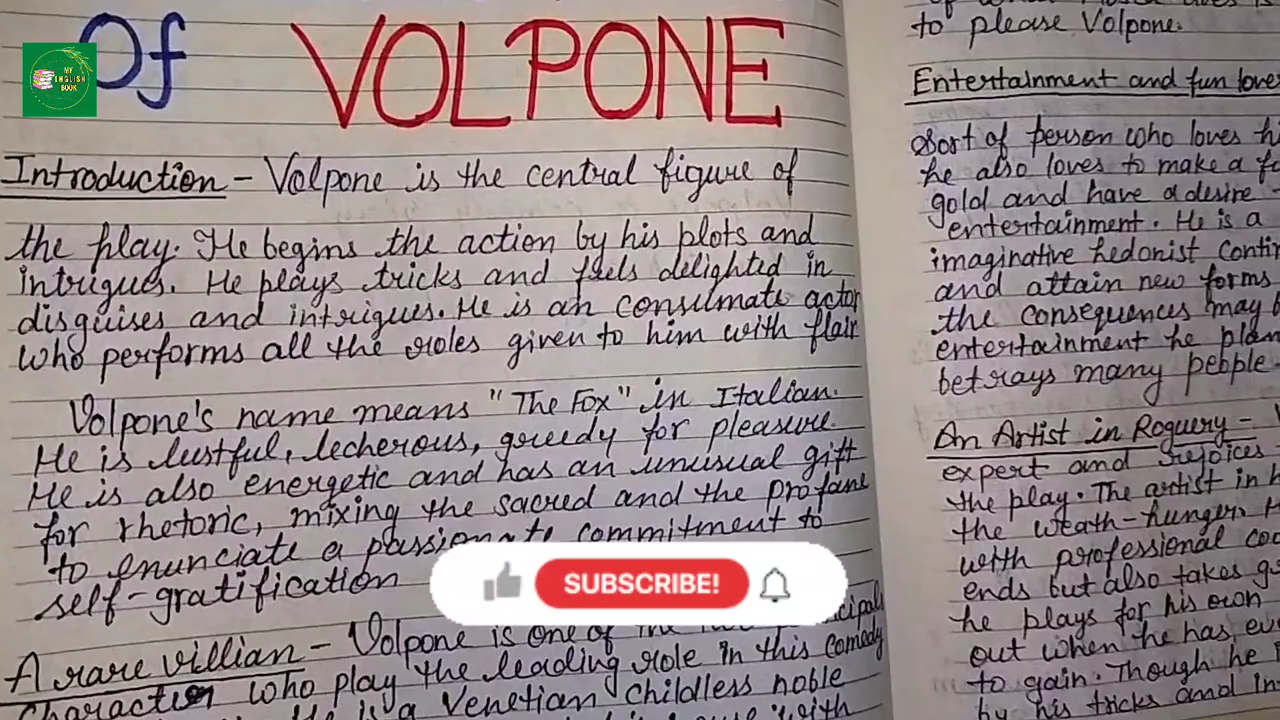 Of VOLPONE
MY
ENGLISH
BOOK
Introduction - Volpone is the central figure of
the play. He begins the action by his plots and
intrigues. He plays tricks and feels delighted in
disguises and intrigues. He is an consumate actor
who performs all the roles given to him with flair
Volpone's name means "The Fox" in Italian.
He is lustful, lecherous, greedy for pleasure.
He is also energetic and has an unusual gift
for rhetoric, mixing the sacred and the profane
to enunciate a passionate commitment to
self-gratification
SUBSCRIBE!
A rare villian - Volpone is one of the
character who play the leading role in this comedy
is a Venetian childless noble
with
to please Volpone.
Entertainment and fun love
Sort of person who loves
he also loves to make a
gold and have a desire
entertainment. He is a
imaginative hedonist
and attain new forms
the consequences may
entertainment he
betrays many people
An Artist in Roguery -
expert and rejoices
the play. The artist in
the weath-hunger.
with professional
ends but also takes
he plays for his own
out when he has
to gain. Though he
by his tricks and